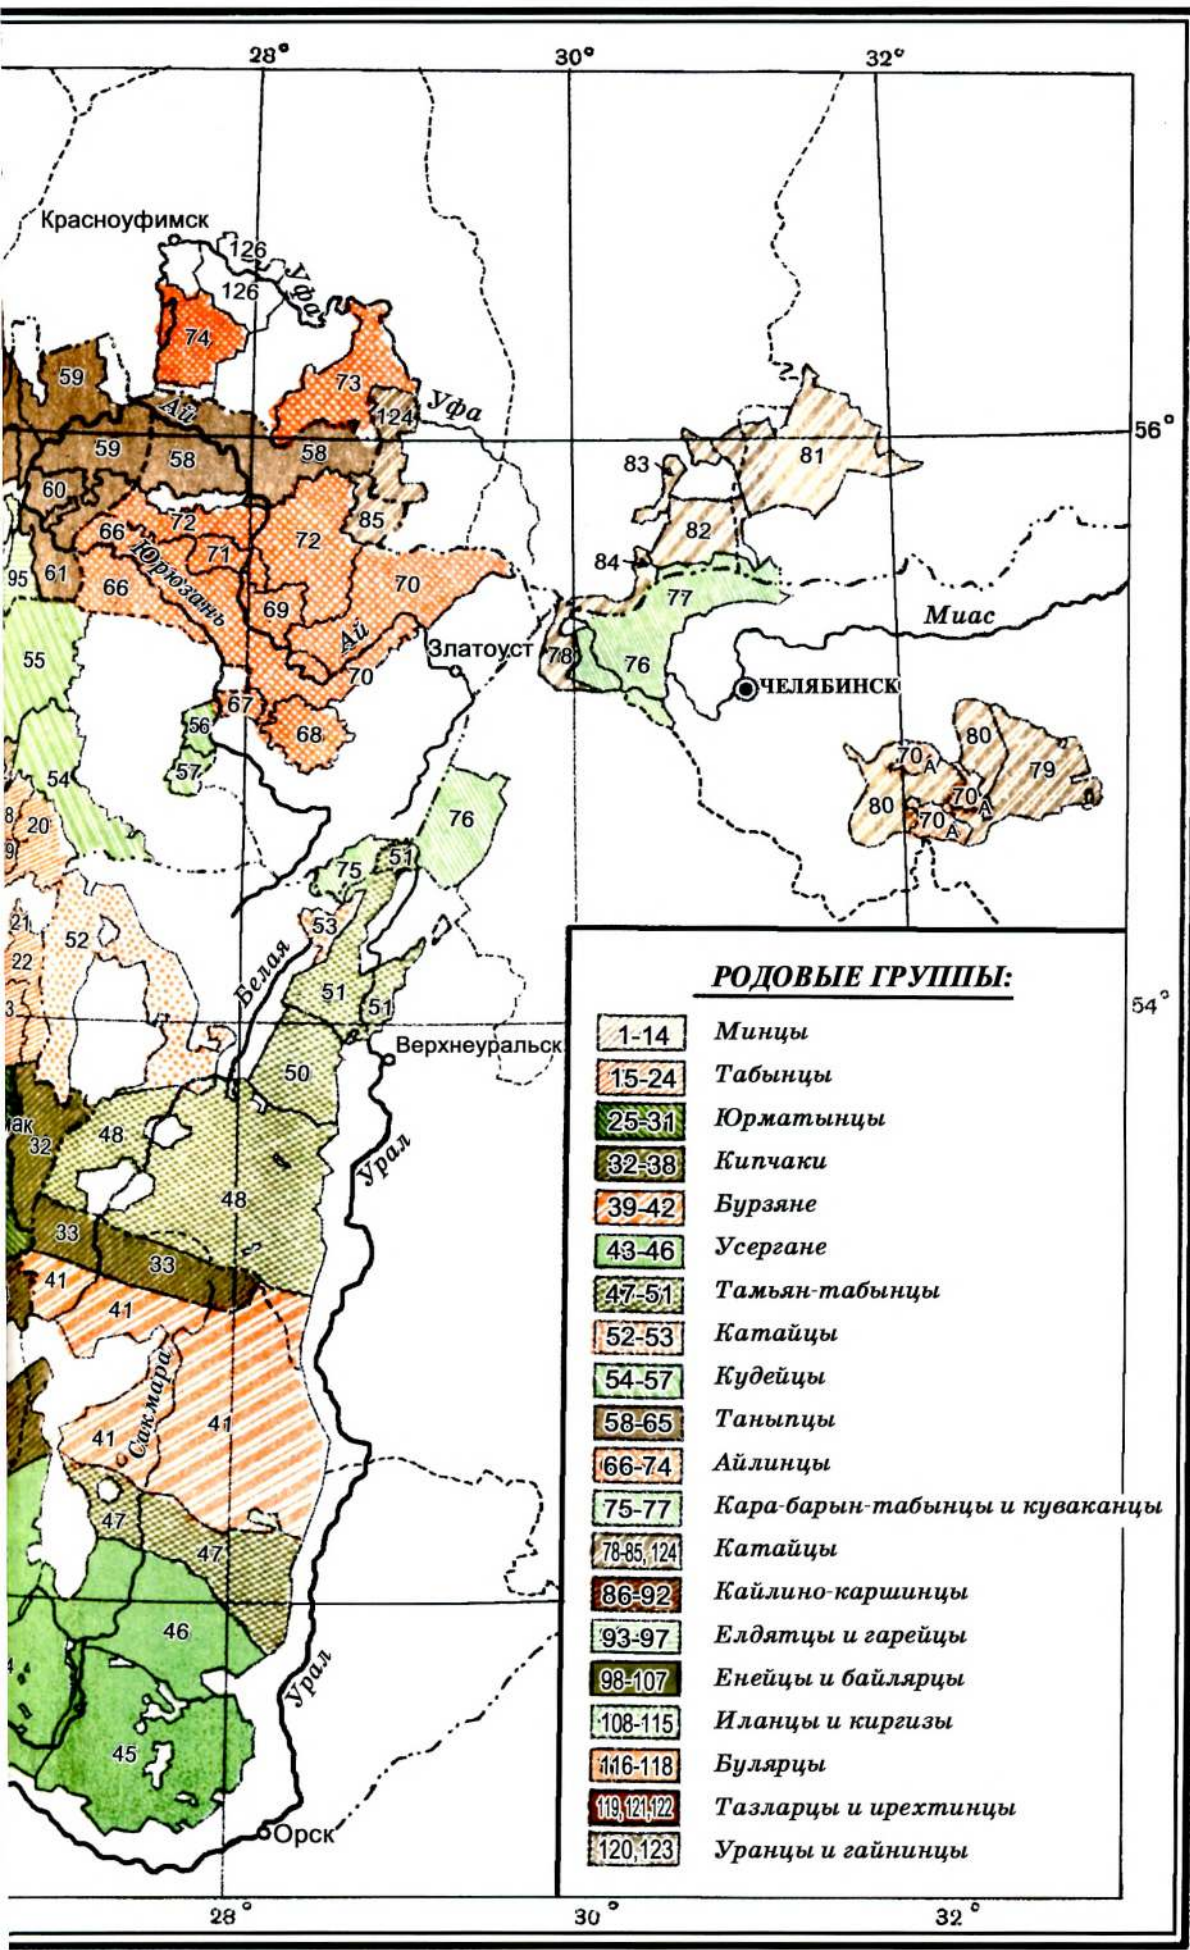 28° 30° 32°
Красноуфимск
126
Уфа
126
74
59
73
Ай
124
Уфа
56°
59
58
58
81
83
60
85
82
66
72
72
71
84
95
61
66
Юрюзань
69
70
77
Миас
55
Ай
Златоуст
78
76
70
ЧЕЛЯБИНСК
67
56
68
80
70А
79
57
54
70А
80
70А
76
20
51
75
21
53
52
22
Белая
51
51
54°
Верхнеуральск
50
32
48
Урал
48
33
33
41
41
Сакмара
41
41
47
47
46
Урал
45
Орск
РОДОВЫЕ ГРУППЫ:
1-14 Минцы
15-24 Табынцы
25-31 Юрматынцы
32-38 Кипчаки
39-42 Бурзяне
43-46 Усергане
47-51 Тамьян-табынцы
52-53 Катайцы
54-57 Кудейцы
58-65 Таныпцы
66-74 Айлинцы
75-77 Кара-барын-табынцы и куваканцы
78-85, 124 Катайцы
86-92 Кайлино-каршинцы
93-97 Елдятцы и гарейцы
98-107 Енейцы и байлярцы
108-115 Иланцы и киргизы
116-118 Булярцы
119, 121,122 Тазларцы и ирехтинцы
120,123 Уранцы и гайнинцы
28° 30° 32°